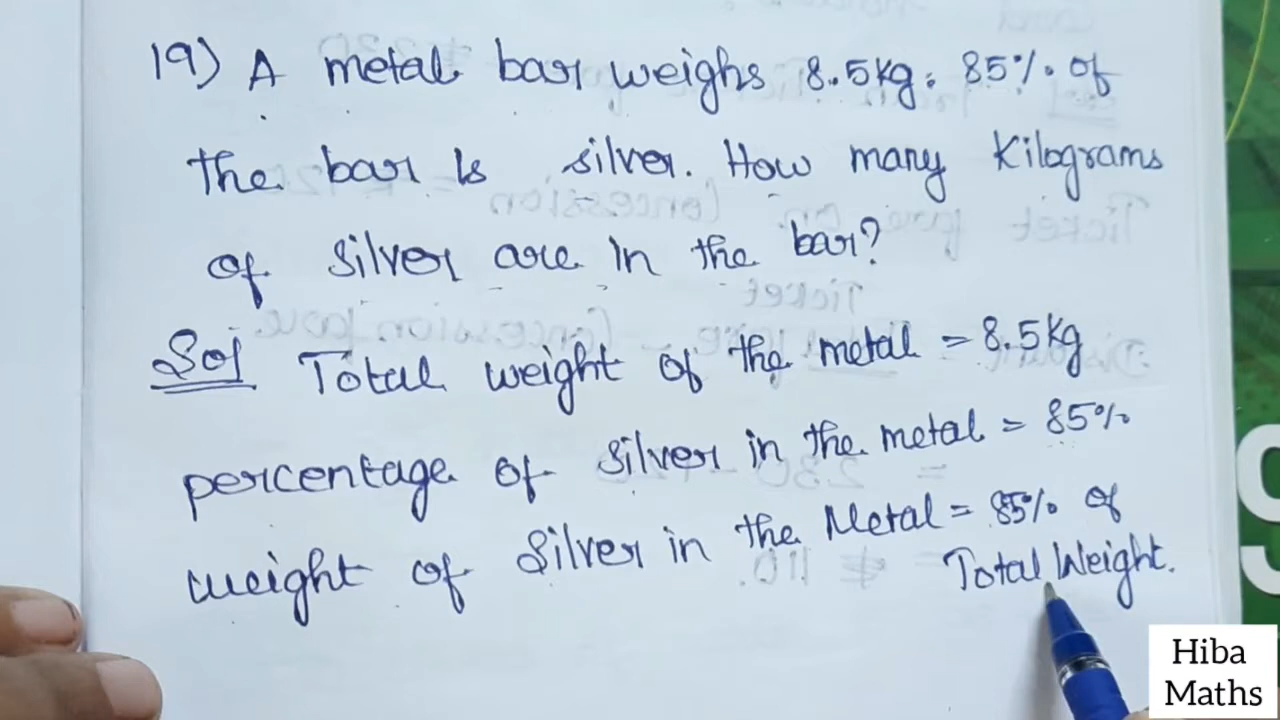 19) A metal bar weighs 8.5kg. 85% of
the bar is silver. How many Kilograms
of silver are in the bar?
Sol Total weight of the metal = 8.5kg
percentage of silver in the metal = 85%
weight of silver in the Metal = 85% of
Total Weight.
Hiba
Maths
9